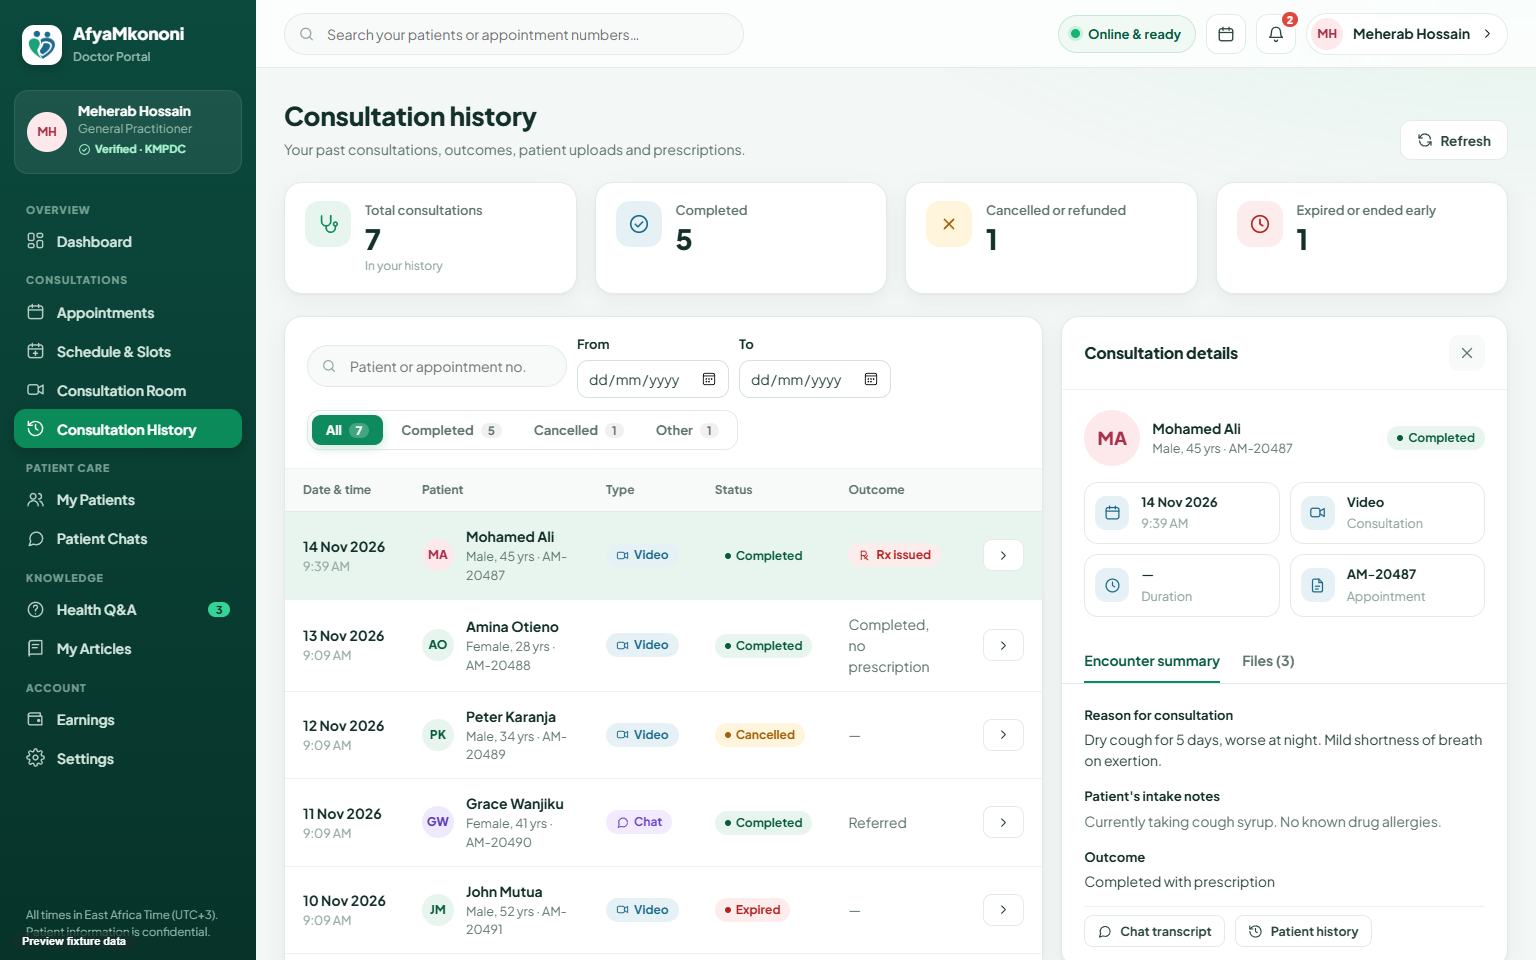 AfyaMkononi
Doctor Portal
MH
Meherab Hossain
General Practitioner
Verified · KMPDC
OVERVIEW
Dashboard
CONSULTATIONS
Appointments
Schedule & Slots
Consultation Room
Consultation History
PATIENT CARE
My Patients
Patient Chats
KNOWLEDGE
Health Q&A 3
My Articles
ACCOUNT
Earnings
Settings
All times in East Africa Time (UTC+3).
Patient information is confidential.
Preview fixture data
Search your patients or appointment numbers…
Online & ready
2
MH Meherab Hossain
Consultation history
Your past consultations, outcomes, patient uploads and prescriptions.
Refresh
Total consultations
7
In your history
Completed
5
Cancelled or refunded
1
Expired or ended early
1
Patient or appointment no.
From
dd/mm/yyyy
To
dd/mm/yyyy
All 7 Completed 5 Cancelled 1 Other 1
Date & time Patient Type Status Outcome
14 Nov 2026
9:39 AM
MA
Mohamed Ali
Male, 45 yrs · AM-
20487
Video
Completed
Rx issued
13 Nov 2026
9:09 AM
AO
Amina Otieno
Female, 28 yrs ·
AM-20488
Video
Completed
Completed,
no
prescription
12 Nov 2026
9:09 AM
PK
Peter Karanja
Male, 34 yrs · AM-
20489
Video
Cancelled
—
11 Nov 2026
9:09 AM
GW
Grace Wanjiku
Female, 41 yrs ·
AM-20490
Chat
Completed
Referred
10 Nov 2026
9:09 AM
JM
John Mutua
Male, 52 yrs · AM-
20491
Video
Expired
—
Consultation details
MA
Mohamed Ali
Male, 45 yrs · AM-20487
Completed
14 Nov 2026
9:39 AM
Video
Consultation
—
Duration
AM-20487
Appointment
Encounter summary Files (3)
Reason for consultation
Dry cough for 5 days, worse at night. Mild shortness of breath
on exertion.
Patient's intake notes
Currently taking cough syrup. No known drug allergies.
Outcome
Completed with prescription
Chat transcript Patient history